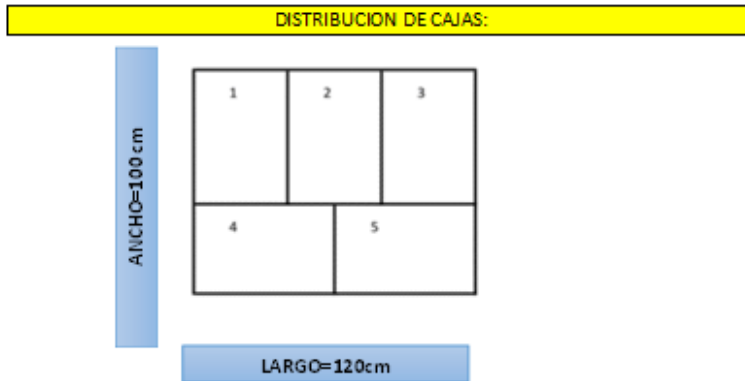 DISTRIBUCION DE CAJAS:
1 2 3
ANCHO=100 cm
4 5
LARGO=120cm